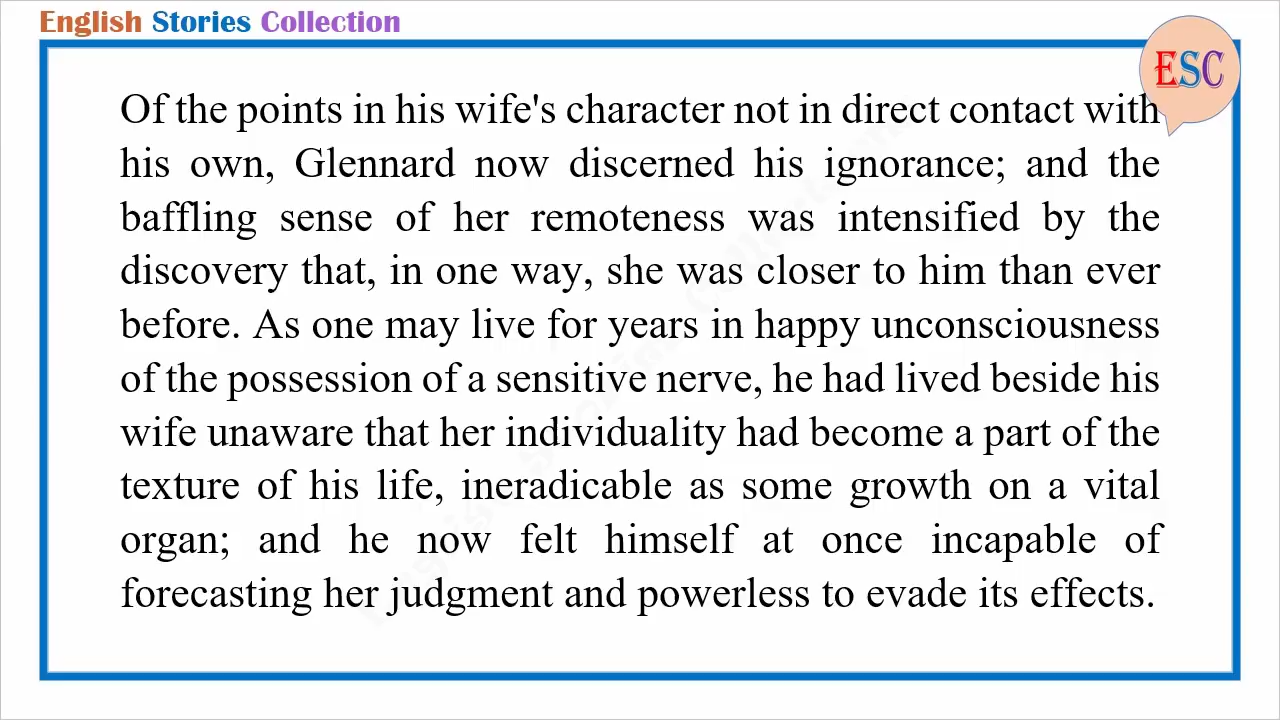 English Stories Collection
ESC
Of the points in his wife's character not in direct contact with
his own, Glennard now discerned his ignorance; and the
baffling sense of her remoteness was intensified by the
discovery that, in one way, she was closer to him than ever
before. As one may live for years in happy unconsciousness
of the possession of a sensitive nerve, he had lived beside his
wife unaware that her individuality had become a part of the
texture of his life, ineradicable as some growth on a vital
organ; and he now felt himself at once incapable of
forecasting her judgment and powerless to evade its effects.